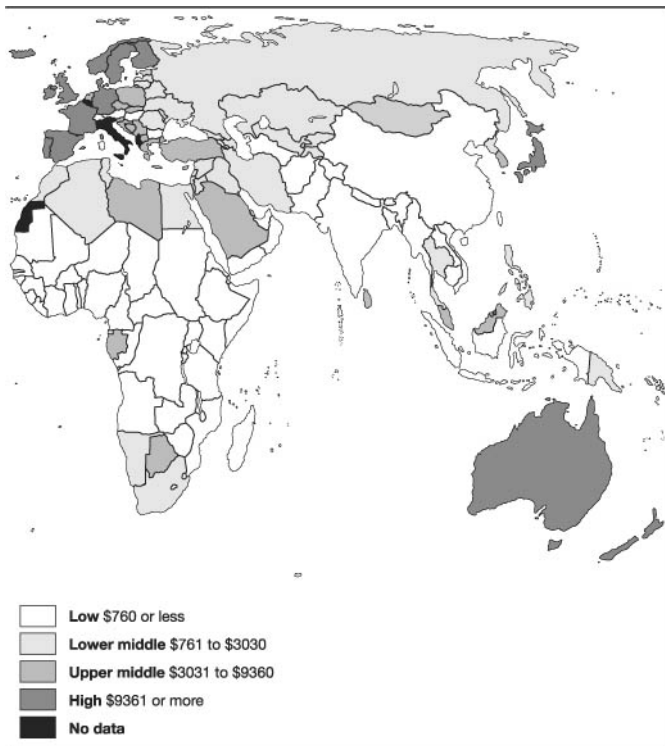 Low $760 or less
Lower middle $761 to $3030
Upper middle $3031 to $9360
High $9361 or more
No data